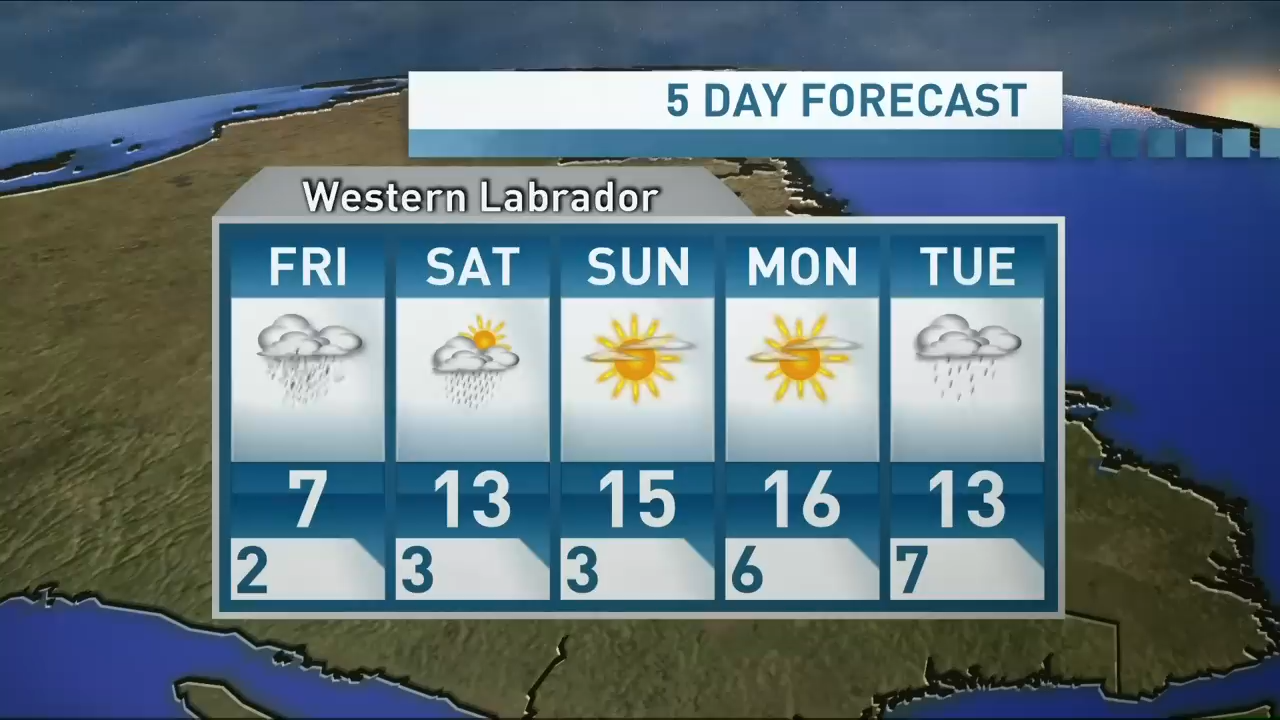 5 DAY FORECAST
Western Labrador
FRI SAT SUN MON TUE
7 13 15 16 13
2 3 3 6 7